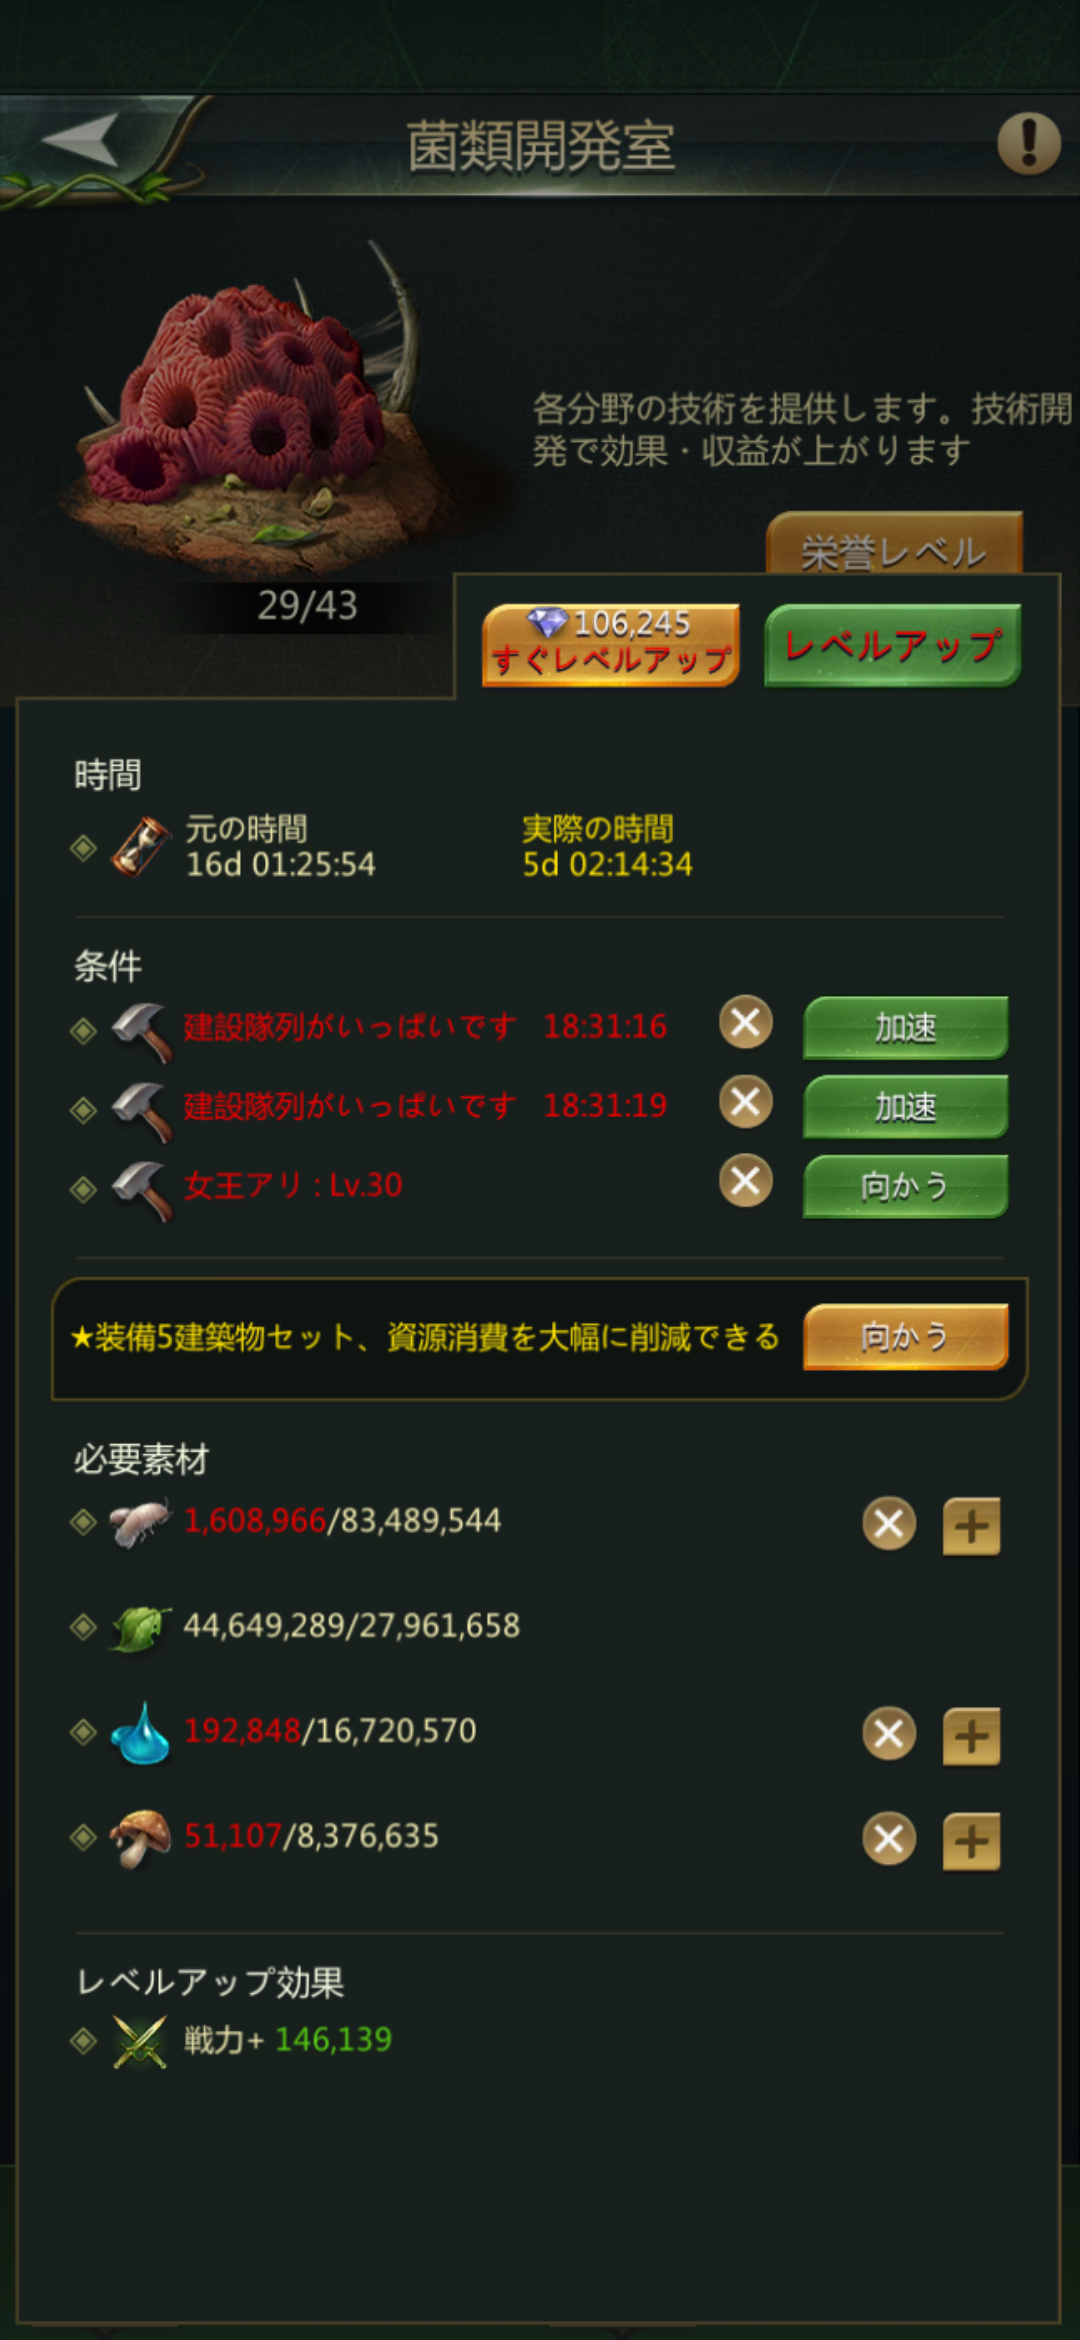 菌類開発室
各分野の技術を提供します。技術開
発で効果・収益が上がります
栄誉レベル
29/43
106,245
すぐレベルアップ
レベルアップ
時間
元の時間
16d 01:25:54
実際の時間
5d 02:14:34
条件
建設隊列がいっぱいです 18:31:16
加速
建設隊列がいっぱいです 18:31:19
加速
女王アリ : Lv.30
向かう
★装備5建築物セット、資源消費を大幅に削減できる
向かう
必要素材
1,608,966/83,489,544
44,649,289/27,961,658
192,848/16,720,570
51,107/8,376,635
レベルアップ効果
戦力+ 146,139